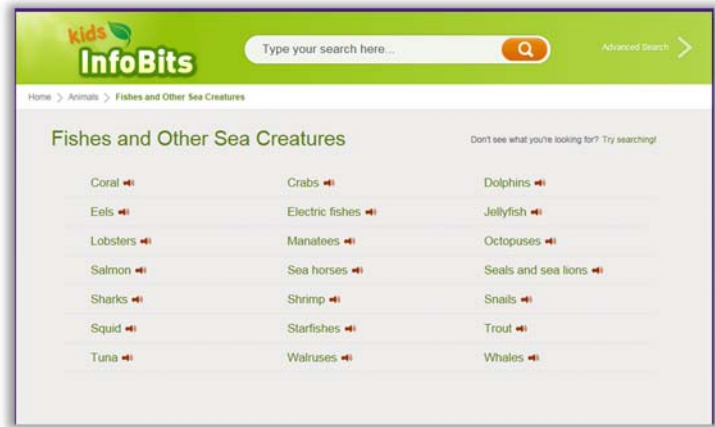 kids
InfoBits
Type your search here...
Advanced Search
Home > Animals > Fishes and Other Sea Creatures
Fishes and Other Sea Creatures
Don't see what you're looking for? Try searching!
Coral Crabs Dolphins
Eels Electric fishes Jellyfish
Lobsters Manatees Octopuses
Salmon Sea horses Seals and sea lions
Sharks Shrimp Snails
Squid Starfishes Trout
Tuna Walruses Whales